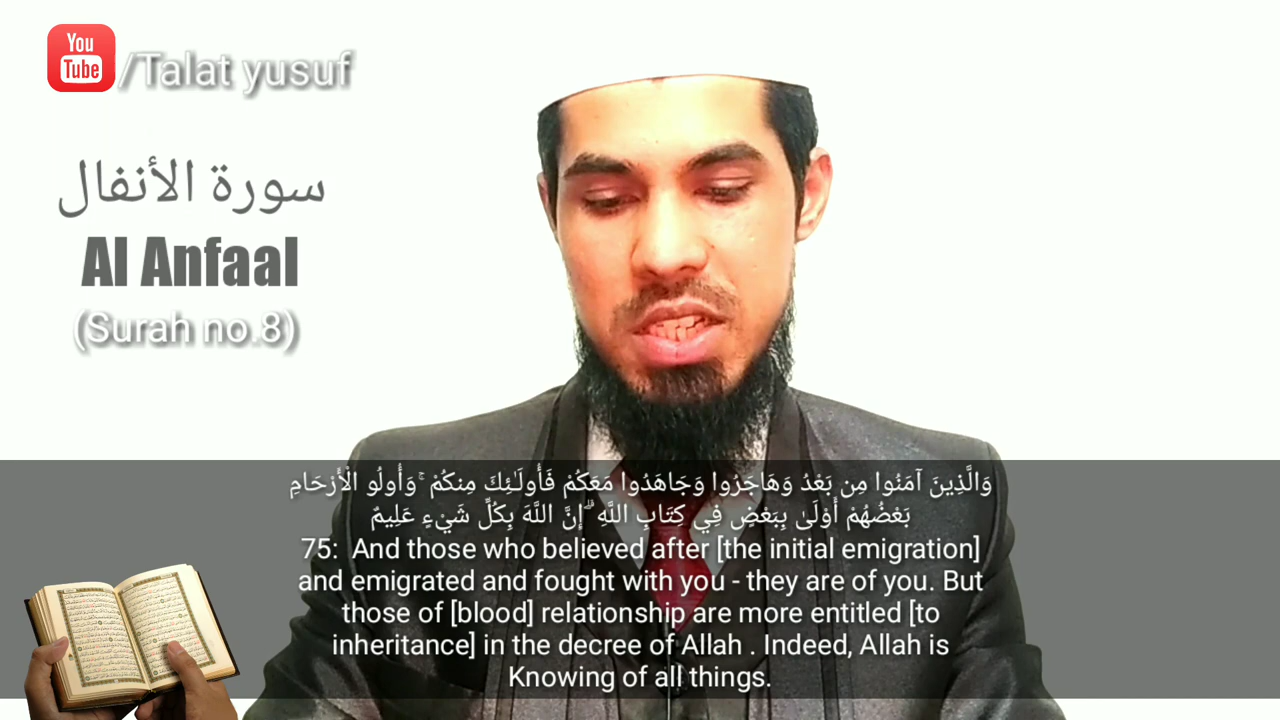 You
Tube
/Talat yusuf
سورة الأنفال
Al Anfaal
(Surah no.8)
وَالَّذِينَ آمَنُوا مِن بَعْدُ وَهَاجَرُوا وَجَاهَدُوا مَعَكُمْ فَأُولَٰئِكَ مِنكُمْ ۚ وَأُولُو الْأَرْحَامِ
بَعْضُهُمْ أَوْلَىٰ بِبَعْضٍ فِي كِتَابِ اللَّهِ ۗ إِنَّ اللَّهَ بِكُلِّ شَيْءٍ عَلِيمٌ
75:  And those who believed after [the initial emigration]
and emigrated and fought with you - they are of you. But
those of [blood] relationship are more entitled [to
inheritance] in the decree of Allah . Indeed, Allah is
Knowing of all things.